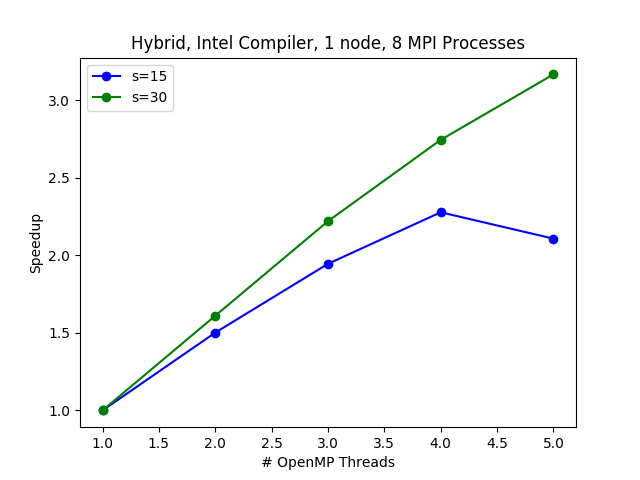 Hybrid, Intel Compiler, 1 node, 8 MPI Processes
s=15
s=30
Speedup
3.0
2.5
2.0
1.5
1.0
1.0 1.5 2.0 2.5 3.0 3.5 4.0 4.5 5.0
# OpenMP Threads